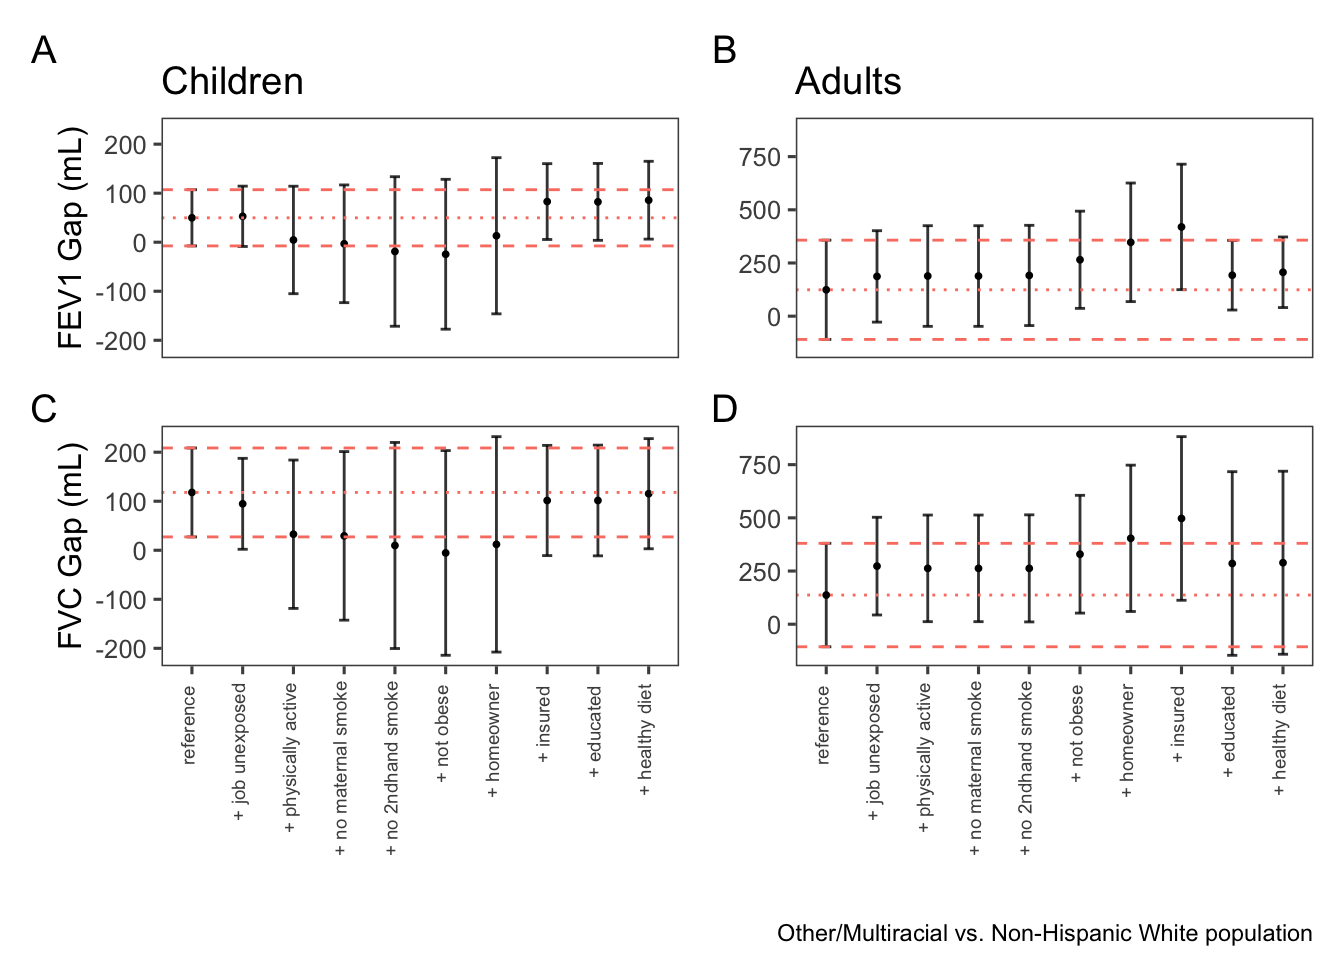 A
B
Children
Adults
FEV1 Gap (mL)
200
100
0
-100
-200
750
500
250
0
C
D
FVC Gap (mL)
200
100
0
-100
-200
750
500
250
0
reference
+ job unexposed
+ physically active
+ no maternal smoke
+ no 2ndhand smoke
+ not obese
+ homeowner
+ insured
+ educated
+ healthy diet
reference
+ job unexposed
+ physically active
+ no maternal smoke
+ no 2ndhand smoke
+ not obese
+ homeowner
+ insured
+ educated
+ healthy diet
Other/Multiracial vs. Non-Hispanic White population